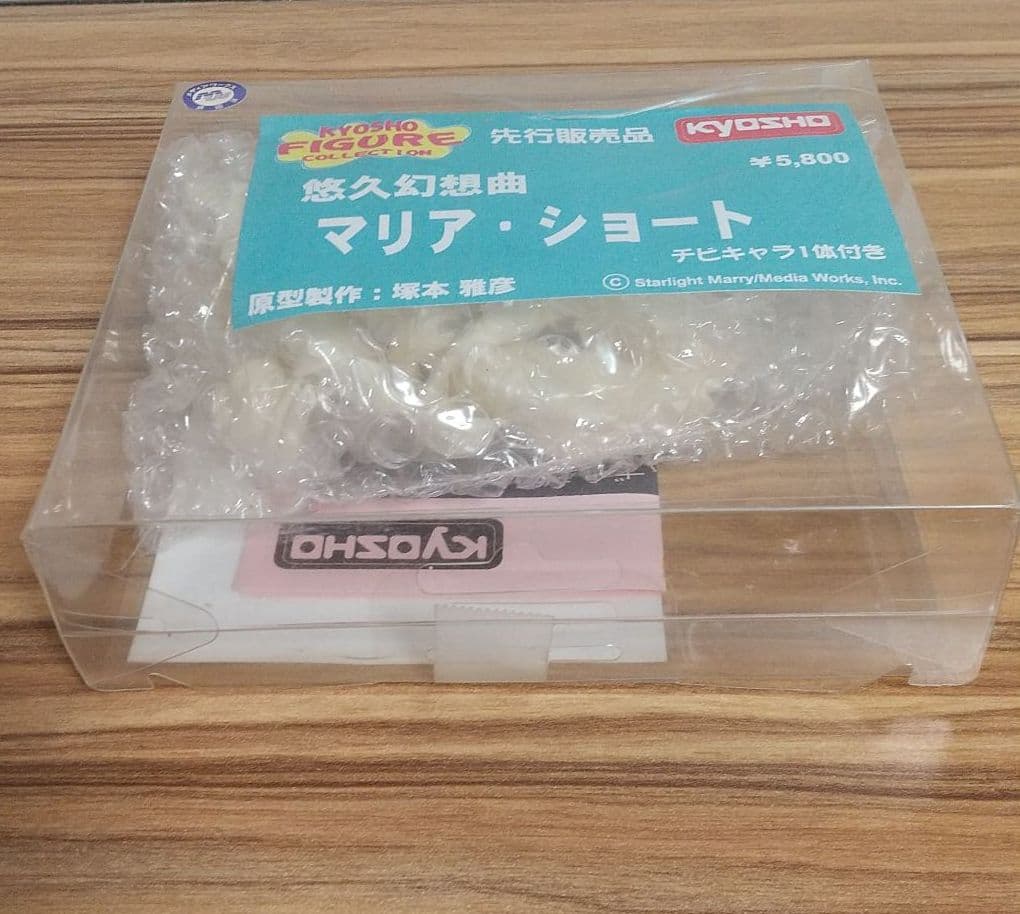 KYOSHO
FIGURE
COLLECTION
先行販売品
KYOSHO
¥5,800
悠久幻想曲
マリア・ショート
チビキャラ1体付き
原型製作：塚本 雅彦
© Starlight Marry/Media Works, Inc.
KYOSHO